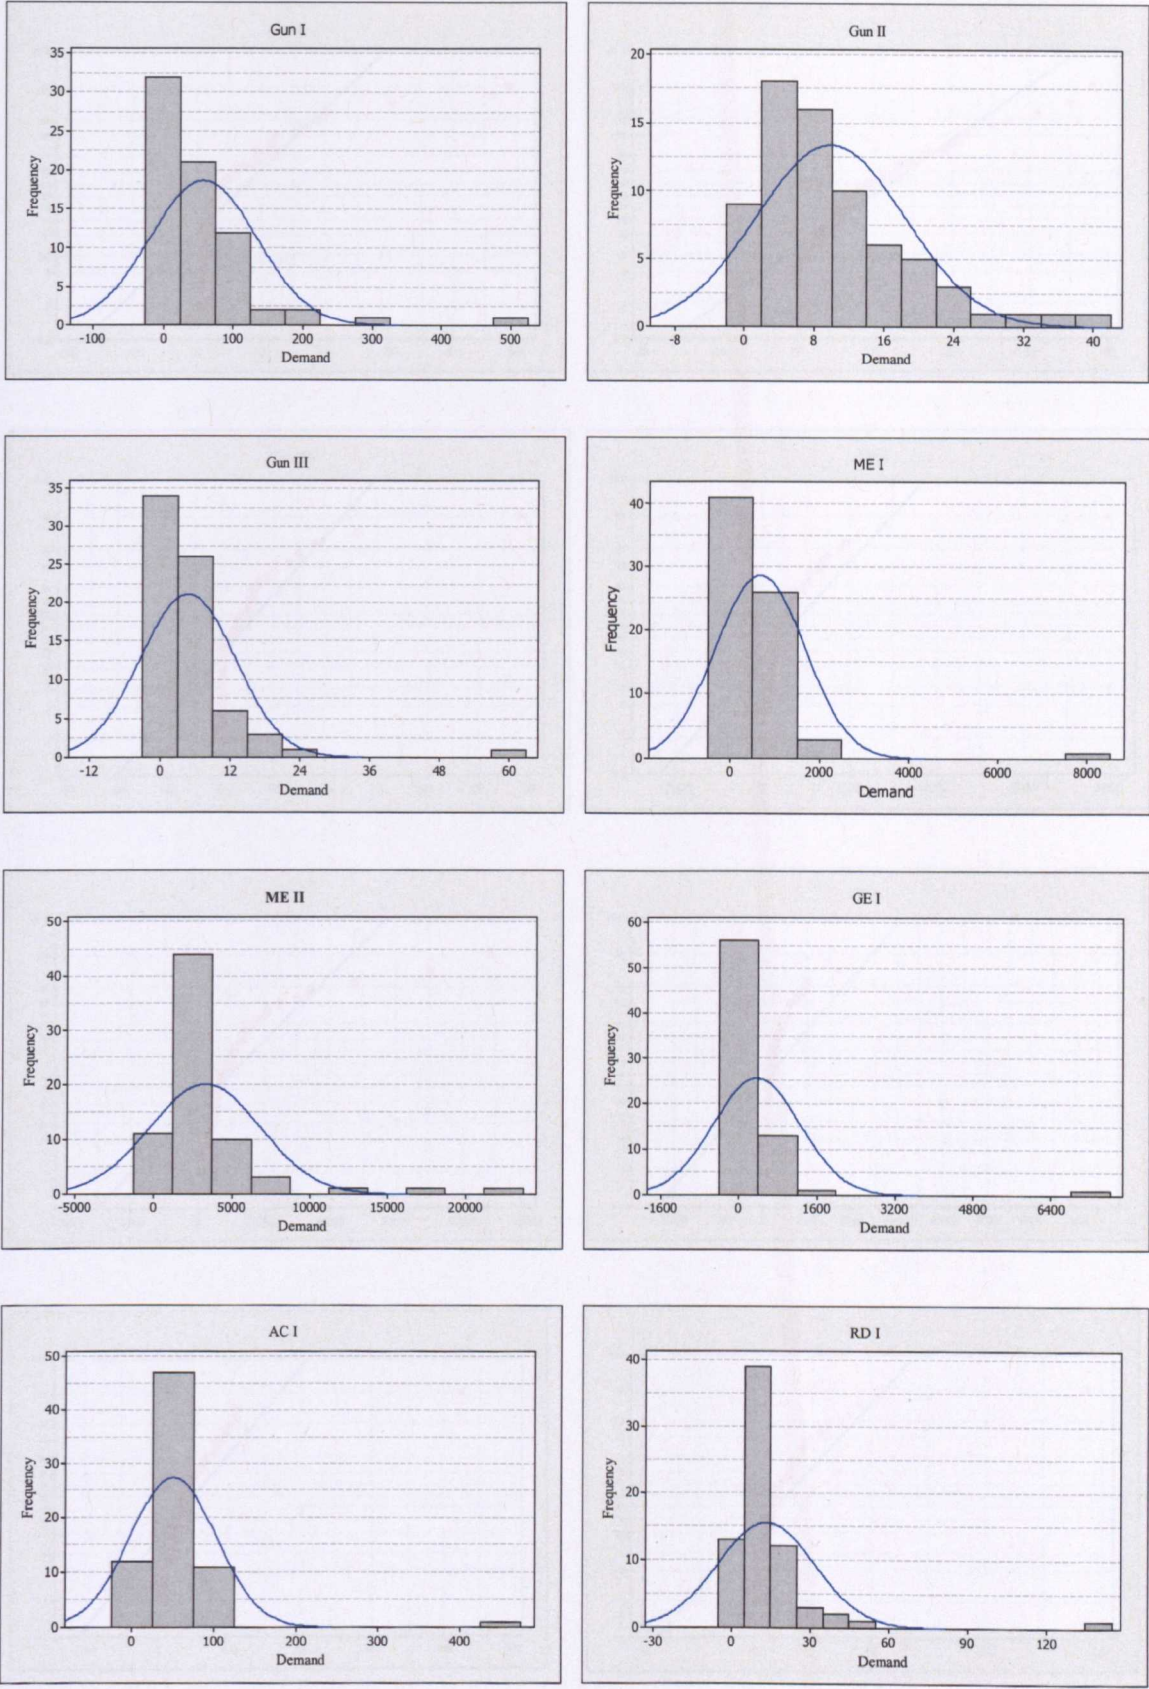 Gun I
Frequency
35
30
25
20
15
10
5
0
-100 0 100 200 300 400 500
Demand
Gun II
Frequency
20
15
10
5
0
-8 0 8 16 24 32 40
Demand
Gun III
Frequency
35
30
25
20
15
10
5
0
-12 0 12 24 36 48 60
Demand
ME I
Frequency
40
30
20
10
0
0 2000 4000 6000 8000
Demand
ME II
Frequency
50
40
30
20
10
0
-5000 0 5000 10000 15000 20000
Demand
GE I
Frequency
60
50
40
30
20
10
0
-1600 0 1600 3200 4800 6400
Demand
AC I
Frequency
50
40
30
20
10
0
0 100 200 300 400
Demand
RD I
Frequency
40
30
20
10
0
-30 0 30 60 90 120
Demand